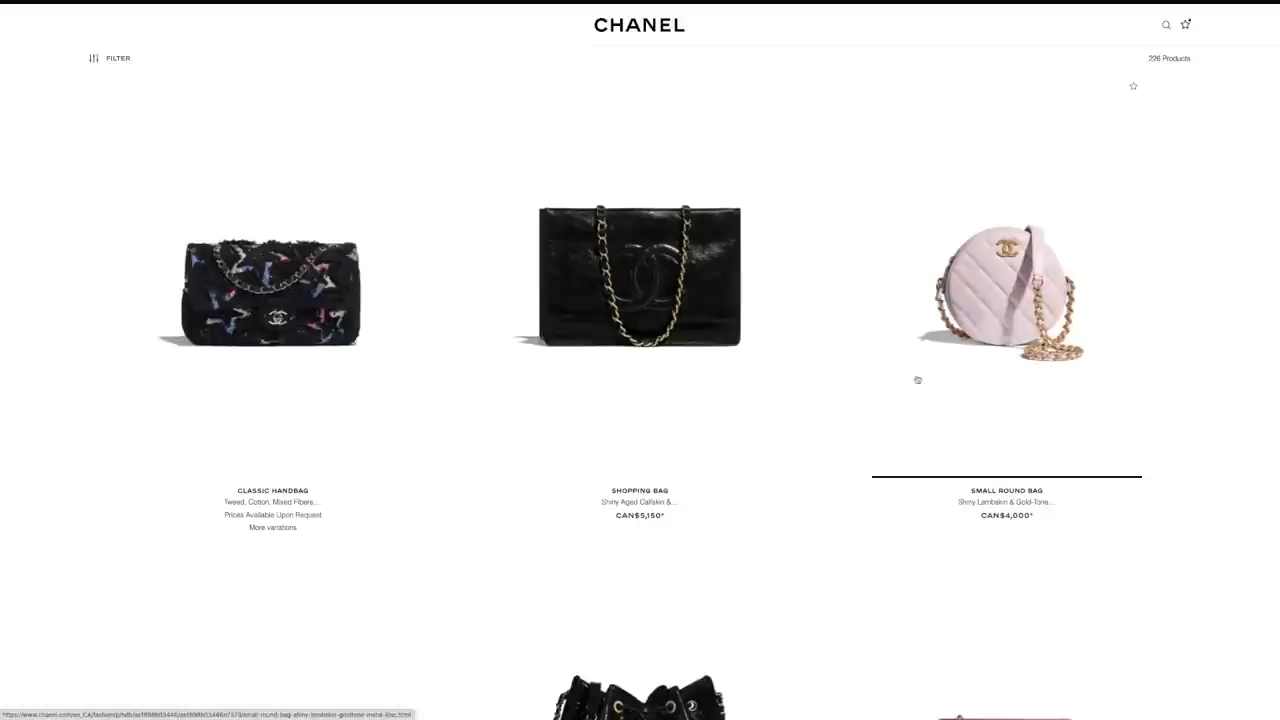 CHANEL
FILTER
226 Products
CLASSIC HANDBAG
Tweed, Cotton, Mixed Fibers,...
Prices Available Upon Request
More variations
SHOPPING BAG
Shiny Aged Calfskin &...
CAN$5,150*
SMALL ROUND BAG
Shiny Lambskin & Gold-Tone...
CAN$4,000*